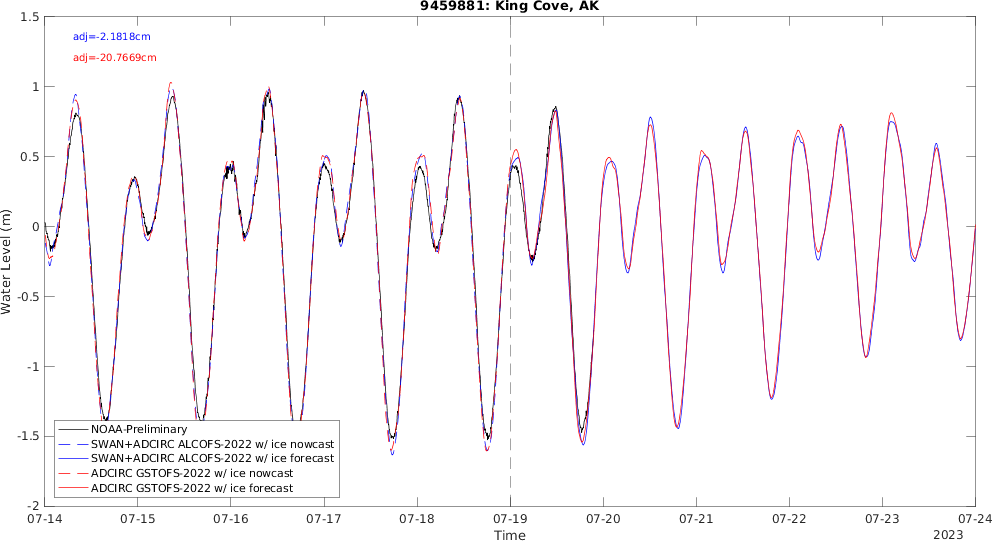 9459881: King Cove, AK
adj=-2.1818cm
adj=-20.7669cm
Water Level (m)
1.5
1
0.5
0
-0.5
-1
-1.5
-2
NOAA-Preliminary
SWAN+ADCIRC ALCOFS-2022 w/ ice nowcast
SWAN+ADCIRC ALCOFS-2022 w/ ice forecast
ADCIRC GSTOFS-2022 w/ ice nowcast
ADCIRC GSTOFS-2022 w/ ice forecast
07-14 07-15 07-16 07-17 07-18 07-19 07-20 07-21 07-22 07-23 07-24
Time
2023